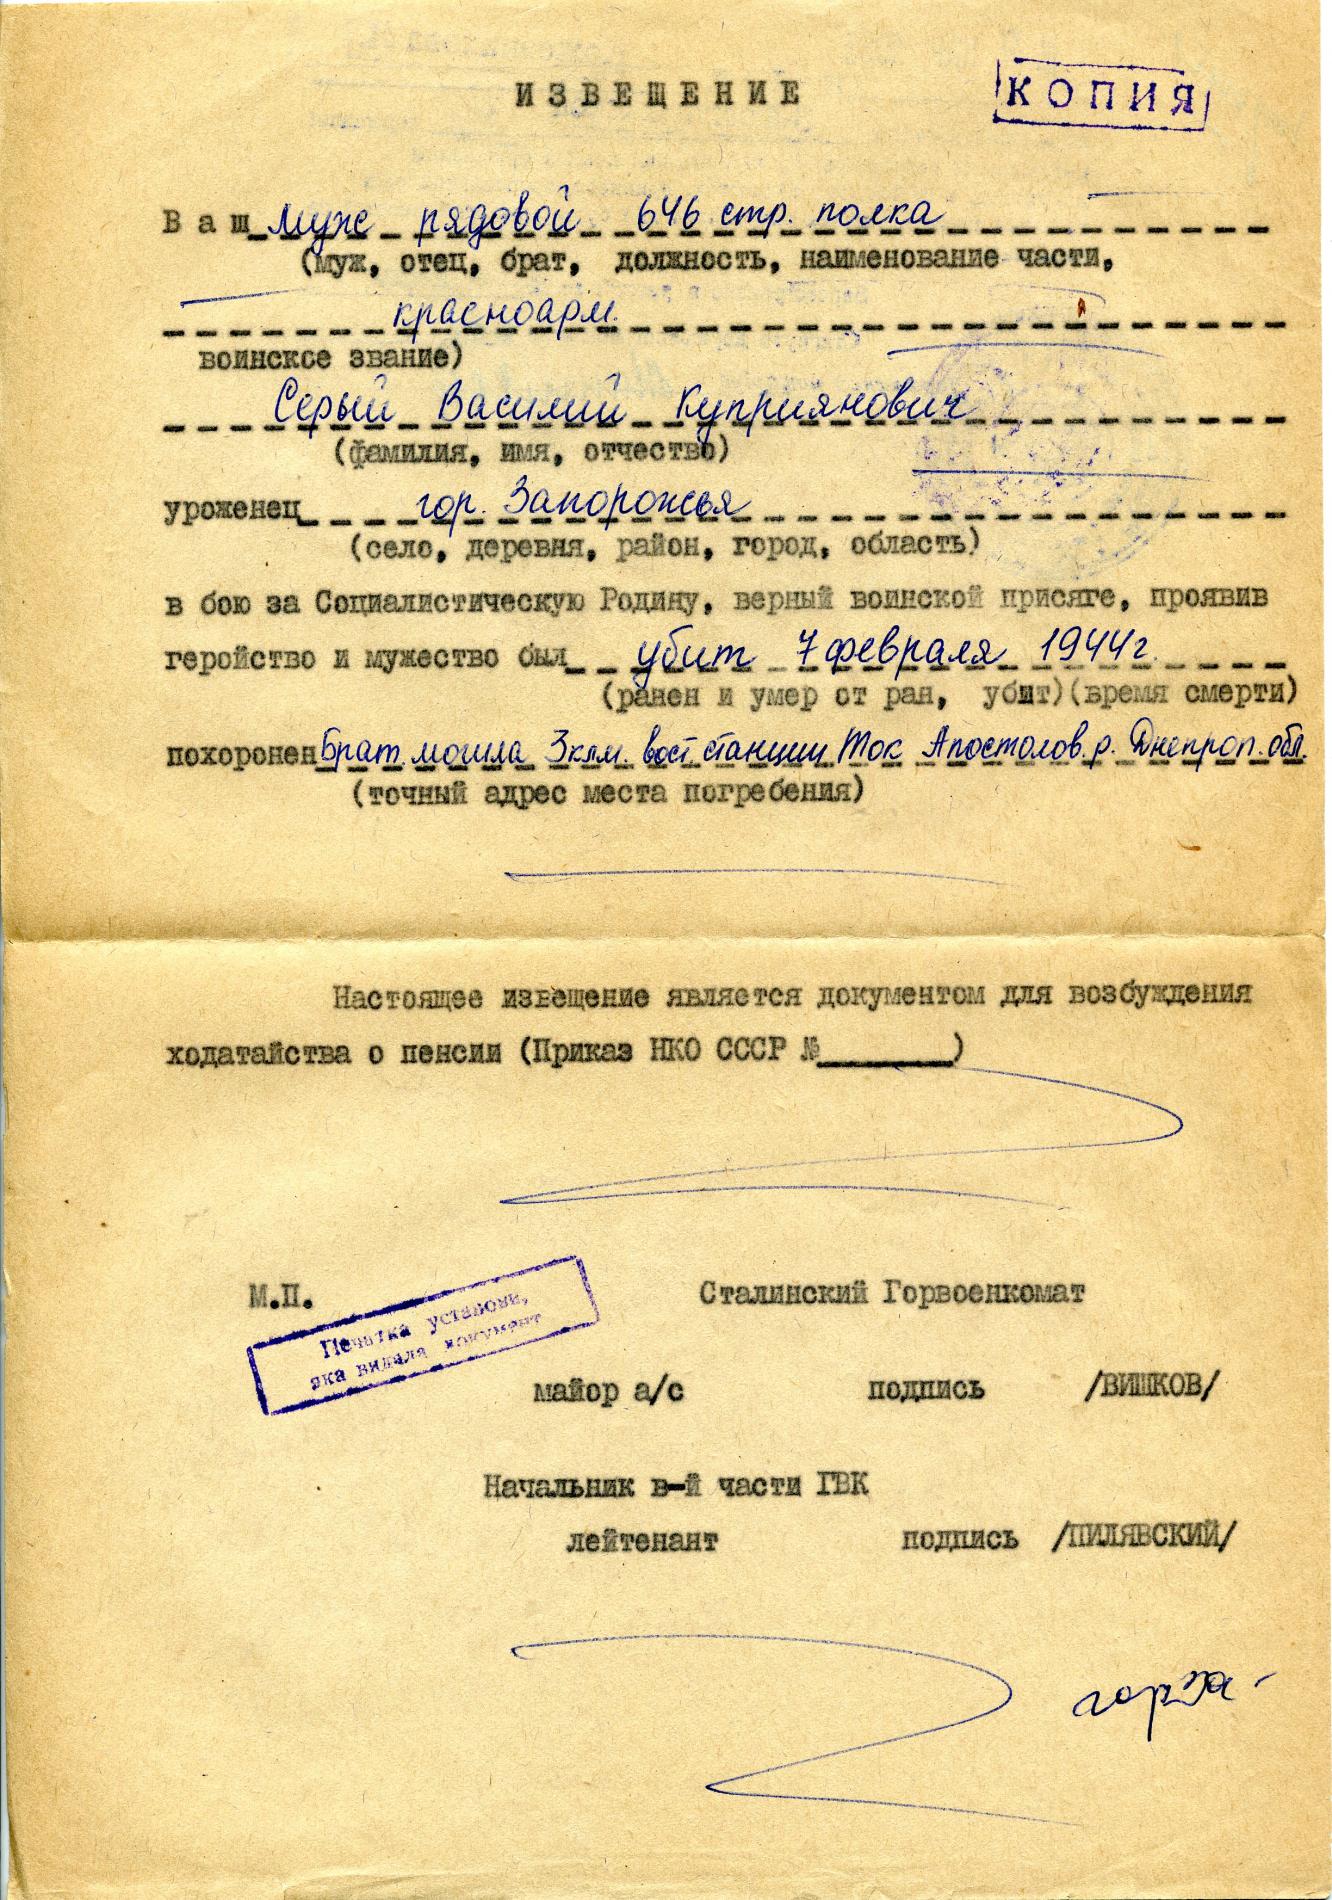 ИЗВЕЩЕНИЕ
КОПИЯ
Ваш муж рядовой 646 стр. полка
(муж, отец, брат, должность, наименование части,
красноарм.
воинское звание)
Серый Василий Куприянович
(фамилия, имя, отчество)
уроженец гор. Запорожья
(село, деревня, район, город, область)
в бою за Социалистическую Родину, верный воинской присяге, проявив
геройство и мужество был убит 7 февраля 1944г.
(ранен и умер от ран, убит)(время смерти)
похоронен Брат. могила 3 клм. вост. станции Ток Апостолов. р. Днепроп. обл.
(точный адрес места погребения)
Настоящее извещение является документом для возбуждения
ходатайства о пенсии (Приказ НКО СССР №________)
М.П.
Сталинский Горвоенкомат
Печатка установи,
яка видала документ
майор а/с подпись /ВИШКОВ/
Начальник в-й части ГВК
лейтенант подпись /ПИЛЯВСКИЙ/